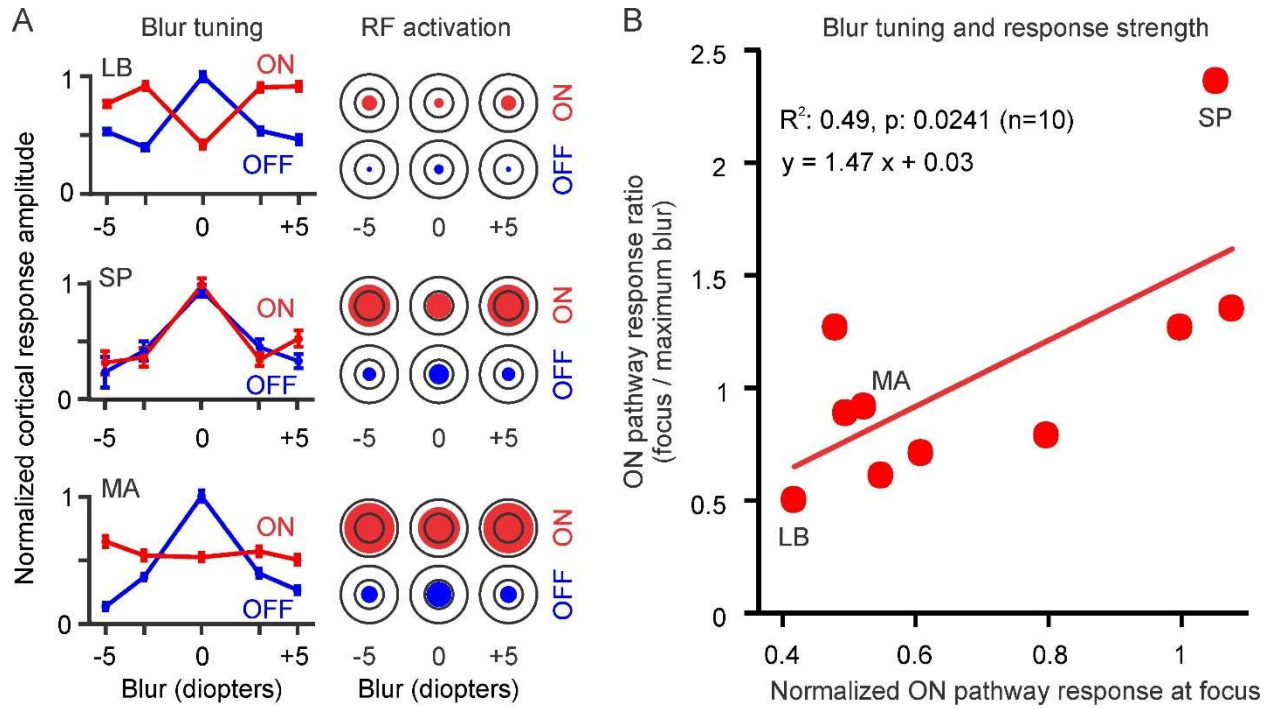 A
Blur tuning
RF activation
Normalized cortical response amplitude
LB
ON
OFF
1
0
-5
0
+5
ON
OFF
-5
0
+5
SP
ON
OFF
1
0
-5
0
+5
ON
OFF
-5
0
+5
MA
ON
OFF
1
0
-5
0
+5
Blur (diopters)
ON
OFF
-5
0
+5
Blur (diopters)
B
Blur tuning and response strength
ON pathway response ratio
(focus / maximum blur)
2.5
2
1.5
1
0.5
0
R²: 0.49, p: 0.0241 (n=10)
y = 1.47 x + 0.03
SP
MA
LB
0.4
0.6
0.8
1
Normalized ON pathway response at focus